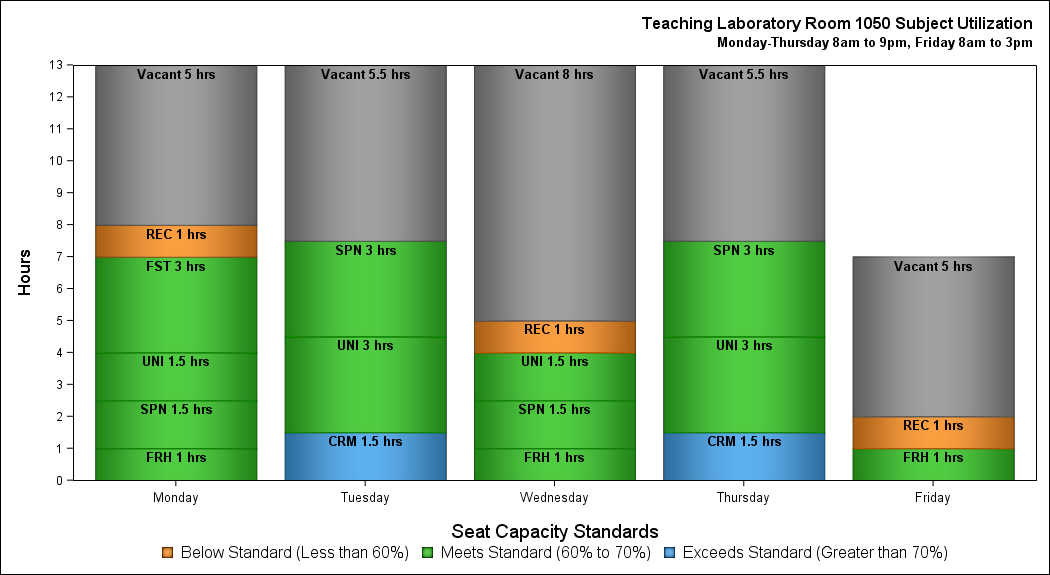 Teaching Laboratory Room 1050 Subject Utilization
Monday-Thursday 8am to 9pm, Friday 8am to 3pm
Hours
13
12
11
10
9
8
7
6
5
4
3
2
1
0
Vacant 5 hrs
REC 1 hrs
FST 3 hrs
UNI 1.5 hrs
SPN 1.5 hrs
FRH 1 hrs
Monday
Vacant 5.5 hrs
SPN 3 hrs
UNI 3 hrs
CRM 1.5 hrs
Tuesday
Vacant 8 hrs
REC 1 hrs
UNI 1.5 hrs
SPN 1.5 hrs
FRH 1 hrs
Wednesday
Vacant 5.5 hrs
SPN 3 hrs
UNI 3 hrs
CRM 1.5 hrs
Thursday
Vacant 5 hrs
REC 1 hrs
FRH 1 hrs
Friday
Seat Capacity Standards
Below Standard (Less than 60%)
Meets Standard (60% to 70%)
Exceeds Standard (Greater than 70%)